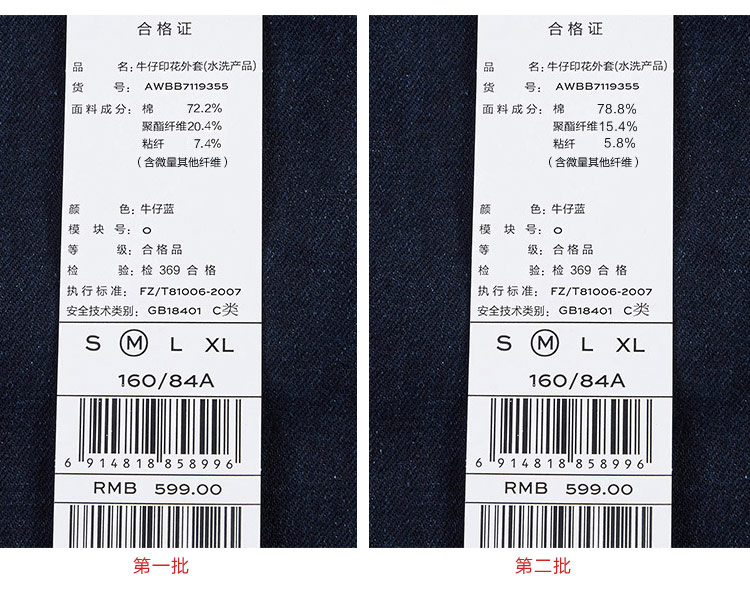 合格证
品 名：牛仔印花外套(水洗产品)
货 号： AWBB7119355
面料成分：棉 72.2%
聚酯纤维20.4%
粘纤 7.4%
（含微量其他纤维）
颜 色：牛仔蓝
模 块 号：O
等 级：合格品
检 验：检 369 合格
执行标准： FZ/T81006-2007
安全技术类别：GB18401 C类
S M L XL
160/84A
6 914818 858996
RMB 599.00
第一批
合格证
品 名：牛仔印花外套(水洗产品)
货 号： AWBB7119355
面料成分：棉 78.8%
聚酯纤维15.4%
粘纤 5.8%
（含微量其他纤维）
颜 色：牛仔蓝
模 块 号：O
等 级：合格品
检 验：检 369 合格
执行标准： FZ/T81006-2007
安全技术类别：GB18401 C类
S M L XL
160/84A
6 914818 858996
RMB 599.00
第二批